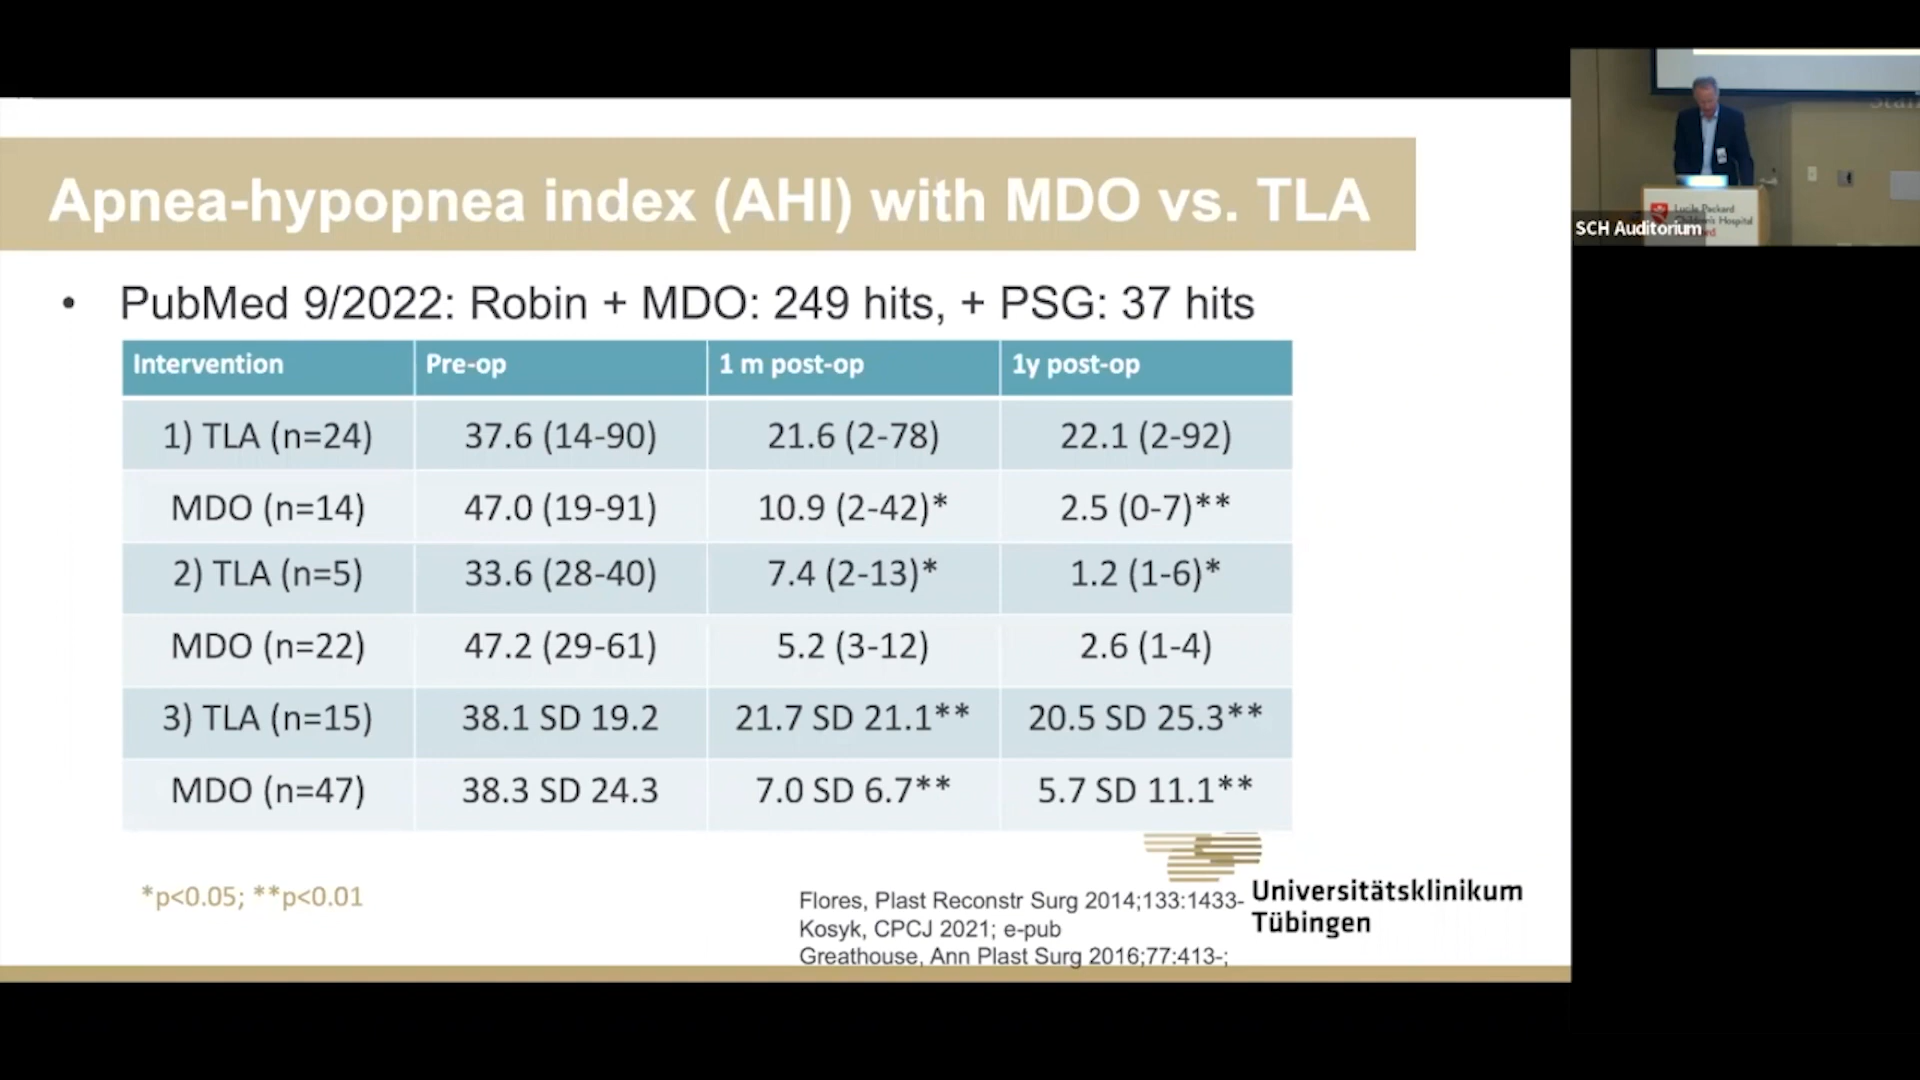 Apnea-hypopnea index (AHI) with MDO vs. TLA
• PubMed 9/2022: Robin + MDO: 249 hits, + PSG: 37 hits
Intervention Pre-op 1 m post-op 1y post-op
1) TLA (n=24) 37.6 (14-90) 21.6 (2-78) 22.1 (2-92)
MDO (n=14) 47.0 (19-91) 10.9 (2-42)* 2.5 (0-7)**
2) TLA (n=5) 33.6 (28-40) 7.4 (2-13)* 1.2 (1-6)*
MDO (n=22) 47.2 (29-61) 5.2 (3-12) 2.6 (1-4)
3) TLA (n=15) 38.1 SD 19.2 21.7 SD 21.1** 20.5 SD 25.3**
MDO (n=47) 38.3 SD 24.3 7.0 SD 6.7** 5.7 SD 11.1**
*p<0.05; **p<0.01
Flores, Plast Reconstr Surg 2014;133:1433-
Kosyk, CPCJ 2021; e-pub
Greathouse, Ann Plast Surg 2016;77:413-;
Universitätsklinikum
Tübingen
Lucile Packard
Children's Hospital
SCH Auditorium